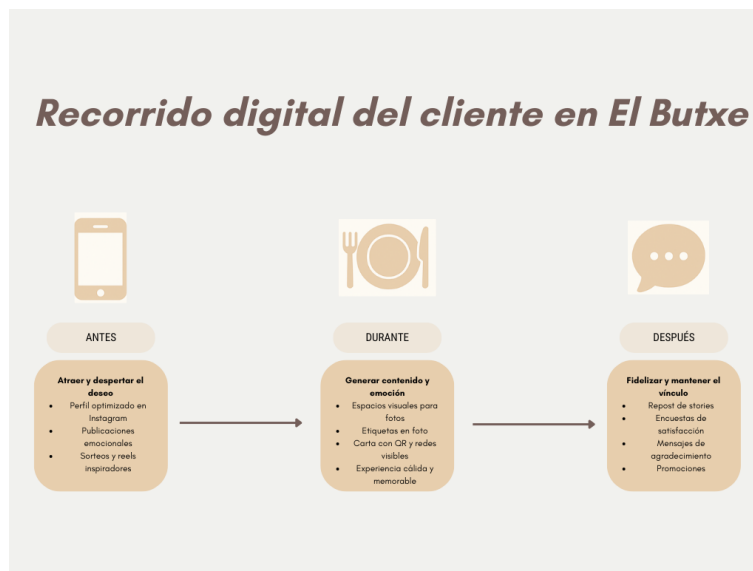 Recorrido digital del cliente en El Butxe
ANTES
Atraer y despertar el
deseo
• Perfil optimizado en
Instagram
• Publicaciones
emocionales
• Sorteos y reels
inspiradores
DURANTE
Generar contenido y
emoción
• Espacios visuales para
fotos
• Etiquetas en foto
• Carta con QR y redes
visibles
• Experiencia cálida y
memorable
DESPUÉS
Fidelizar y mantener el
vínculo
• Repost de stories
• Encuestas de
satisfacción
• Mensajes de
agradecimiento
• Promociones